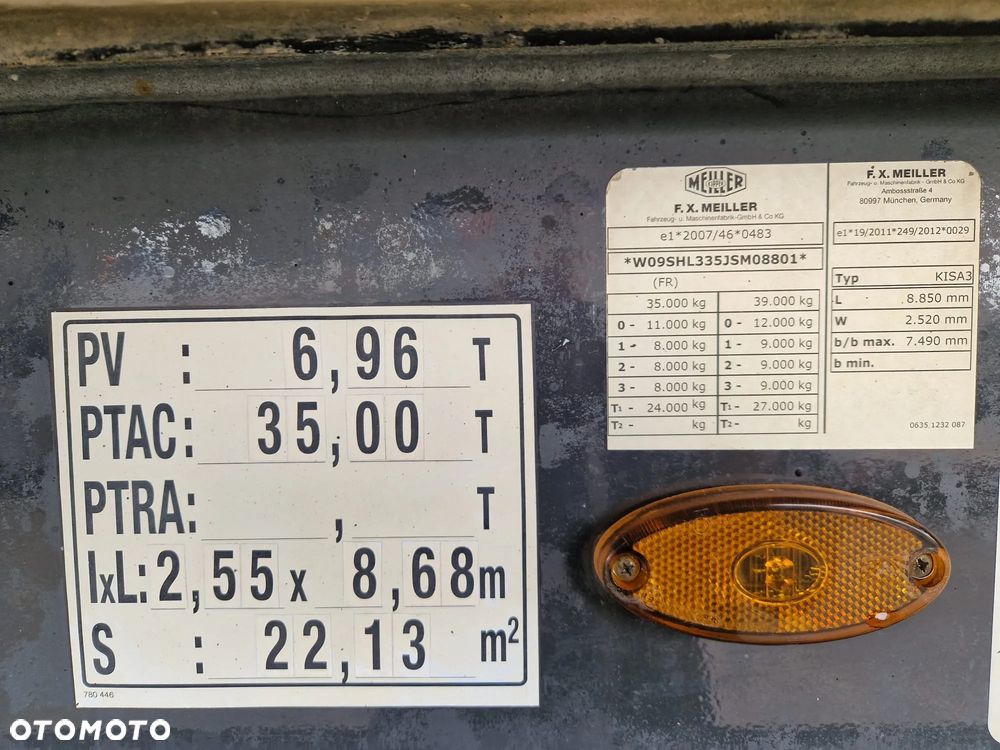 PV : 6,96 T
PTAC: 35,00 T
PTRA: , T
lxL: 2,55 x 8,68 m
S : 22,13 m²
780 446
MEILLER
KIPPER
F.X. MEILLER
Fahrzeug- u. Maschinenfabrik-GmbH & Co KG
e1*2007/46*0483
*W09SHL335JSM08801*
(FR)
35.000 kg 39.000 kg
0 - 11.000 kg 0 - 12.000 kg
1 - 8.000 kg 1 - 9.000 kg
2 - 8.000 kg 2 - 9.000 kg
3 - 8.000 kg 3 - 9.000 kg
T1 - 24.000 kg T1 - 27.000 kg
T2 - kg T2 - kg
F.X. MEILLER
Fahrzeug- u. Maschinenfabrik - GmbH & Co KG
Ambossstraße 4
80997 München, Germany
e1*19/2011*249/2012*0029
Typ KISA3
L 8.850 mm
W 2.520 mm
b/b max. 7.490 mm
b min.
0635 1232 087
OTOMOTO